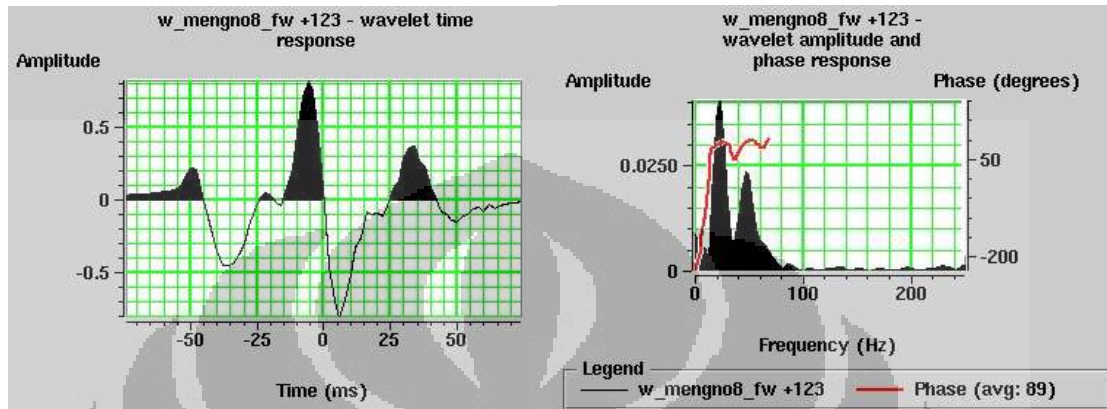 w_mengno8_fw +123 - wavelet time
response
Amplitude
0.5
0
-0.5
-50
-25
0
25
50
Time (ms)
w_mengno8_fw +123 -
wavelet amplitude and
phase response
Amplitude
Phase (degrees)
0.0250
0
50
-200
0
100
200
Frequency (Hz)
Legend
w_mengno8_fw +123
Phase (avg: 89)